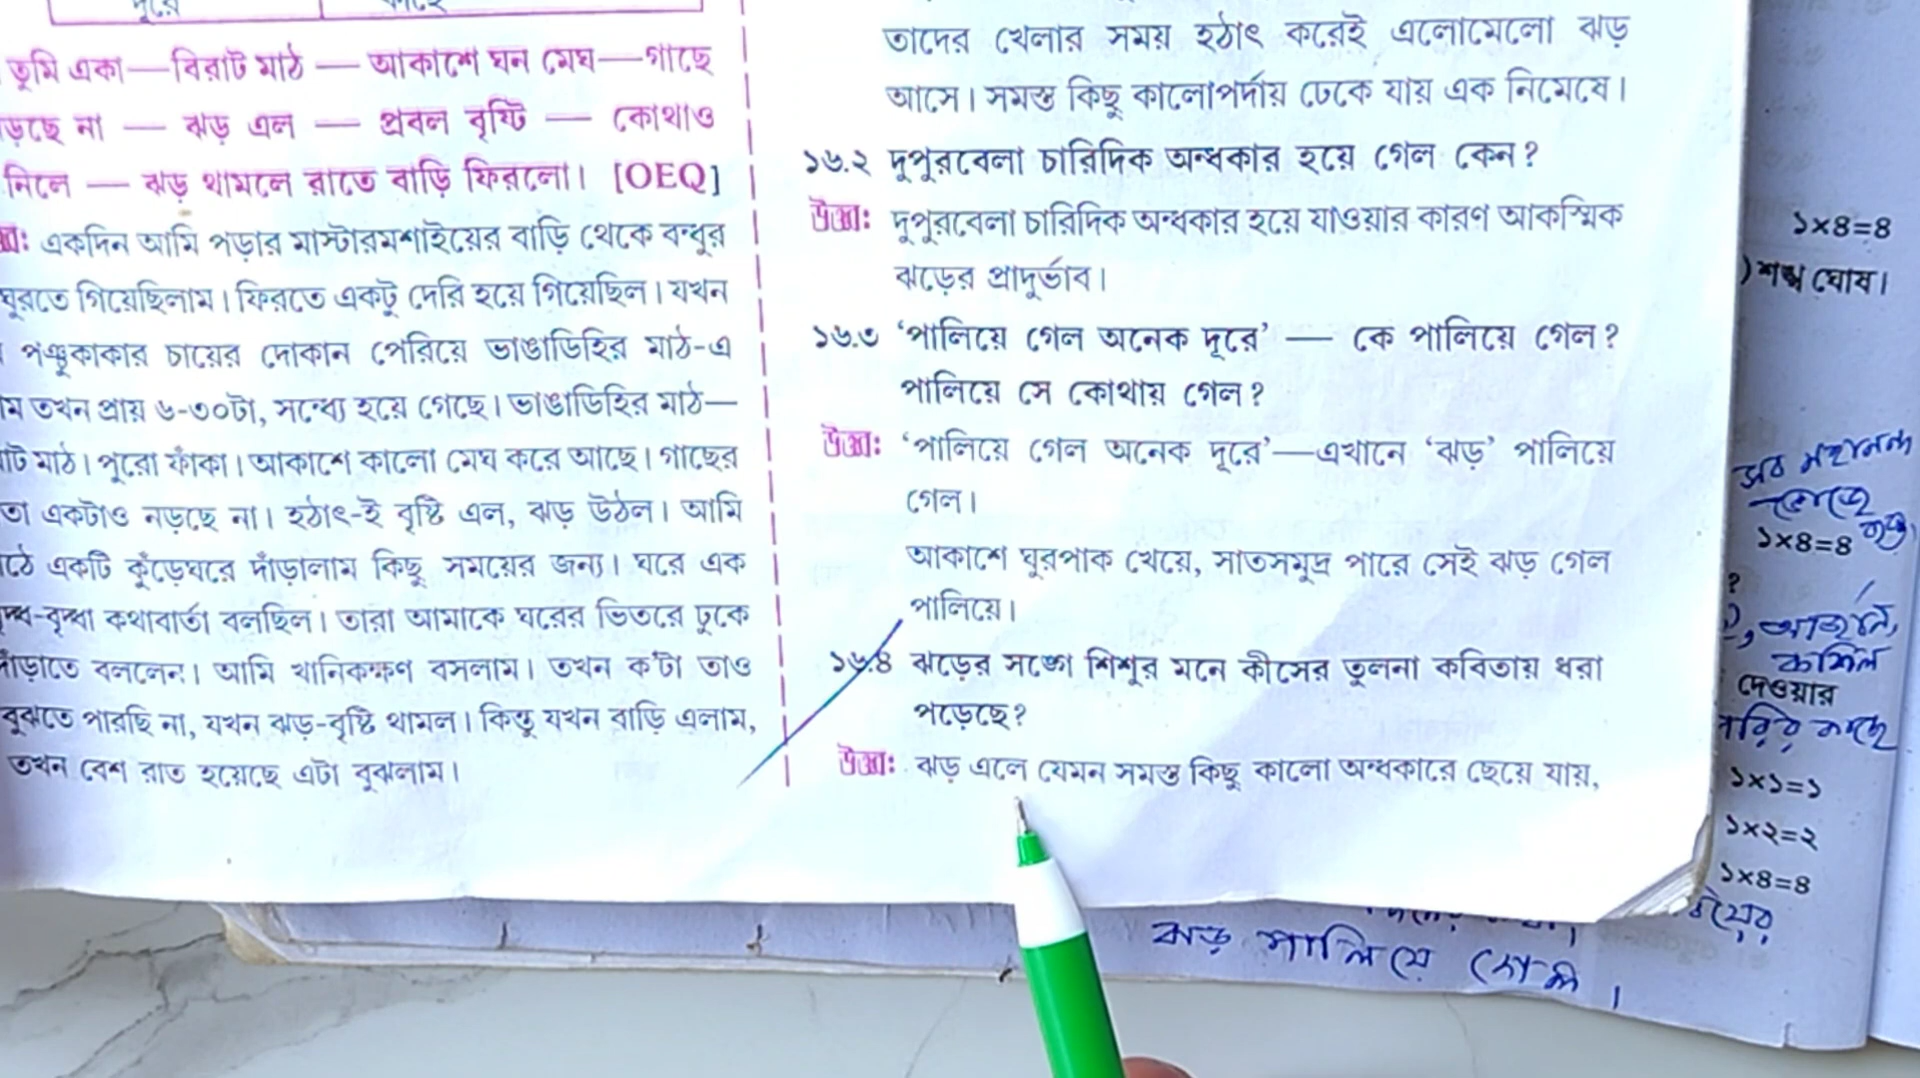 দূরে কাছে
তুমি একা—বিরাট মাঠ — আকাশে ঘন মেঘ—গাছে
ড়ছে না — ঝড় এল — প্রবল বৃষ্টি — কোথাও
নিলে — ঝড় থামলে রাতে বাড়ি ফিরলো। [OEQ]
একদিন আমি পড়ার মাস্টারমশাইয়ের বাড়ি থেকে বন্ধুর
ঘুরতে গিয়েছিলাম। ফিরতে একটু দেরি হয়ে গিয়েছিল। যখন
পঞ্চুকাকার চায়ের দোকান পেরিয়ে ভাঙাডিহির মাঠ-এ
ম তখন প্রায় ৬-৩০টা, সন্ধ্যে হয়ে গেছে। ভাঙাডিহির মাঠ—
মাঠ। পুরো ফাঁকা। আকাশে কালো মেঘ করে আছে। গাছের
তা একটাও নড়ছে না। হঠাৎ-ই বৃষ্টি এল, ঝড় উঠল। আমি
ঠে একটি কুঁড়েঘরে দাঁড়ালাম কিছু সময়ের জন্য। ঘরে এক
-বৃদ্ধা কথাবার্তা বলছিল। তারা আমাকে ঘরের ভিতরে ঢুকে
দাঁড়াতে বললেন। আমি খানিকক্ষণ বসলাম। তখন ক'টা তাও
বুঝতে পারছি না, যখন ঝড়-বৃষ্টি থামল। কিন্তু যখন বাড়ি এলাম,
তখন বেশ রাত হয়েছে এটা বুঝলাম।
তাদের খেলার সময় হঠাৎ করেই এলোমেলো ঝড়
আসে। সমস্ত কিছু কালোপর্দায় ঢেকে যায় এক নিমেষে।
১৬.২ দুপুরবেলা চারিদিক অন্ধকার হয়ে গেল কেন?
উত্তর: দুপুরবেলা চারিদিক অন্ধকার হয়ে যাওয়ার কারণ আকস্মিক
ঝড়ের প্রাদুর্ভাব।
১৬.৩ ‘পালিয়ে গেল অনেক দূরে’ — কে পালিয়ে গেল?
পালিয়ে সে কোথায় গেল?
উত্তর: ‘পালিয়ে গেল অনেক দূরে’—এখানে ‘ঝড়’ পালিয়ে
গেল।
আকাশে ঘুরপাক খেয়ে, সাতসমুদ্র পারে সেই ঝড় গেল
পালিয়ে।
১৬.৪ ঝড়ের সঙ্গে শিশুর মনে কীসের তুলনা কবিতায় ধরা
পড়েছে?
উত্তর: ঝড় এলে যেমন সমস্ত কিছু কালো অন্ধকারে ছেয়ে যায়,
ঝড় পালিয়ে গেল।
১×৪=৪
শঙ্খ ঘোষ।
১×৪=৪
দেওয়ার
১×১=১
১×২=২
১×৪=৪